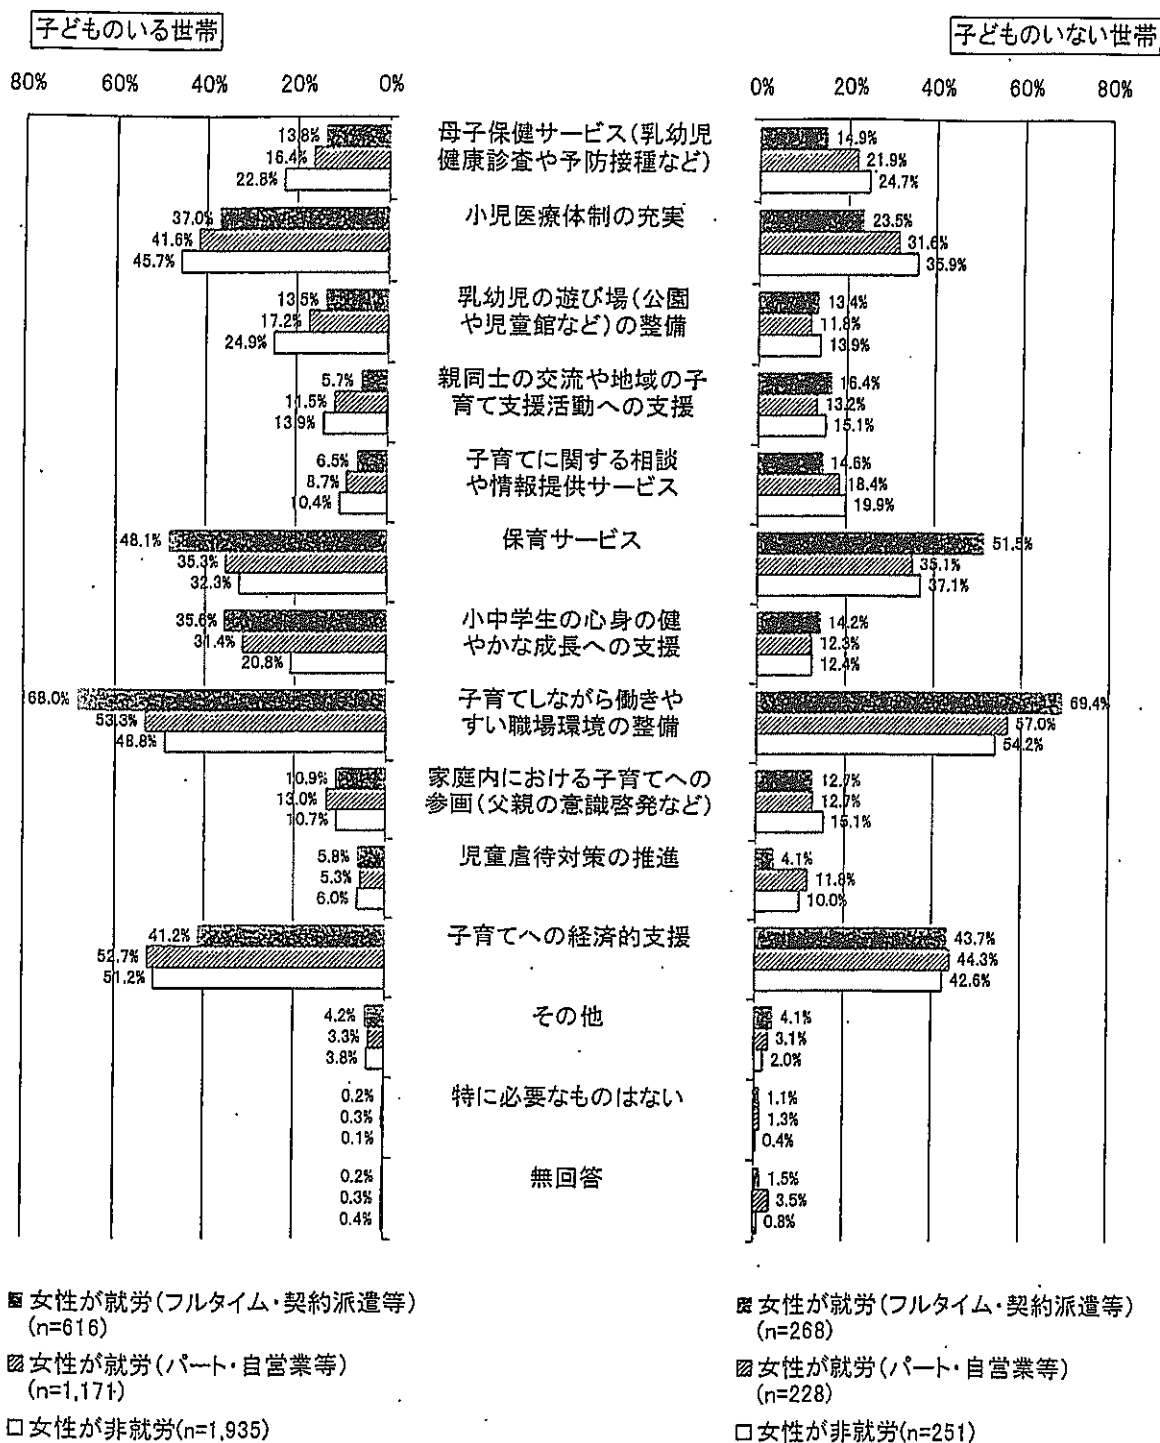 子どものいる世帯
子どものいない世帯
80% 60% 40% 20% 0%
0% 20% 40% 60% 80%
13.8%
16.4%
22.8%
母子保健サービス(乳幼児
健康診査や予防接種など)
14.9%
21.9%
24.7%
37.0%
41.6%
45.7%
小児医療体制の充実
23.5%
31.6%
35.9%
13.5%
17.2%
24.9%
乳幼児の遊び場(公園
や児童館など)の整備
13.4%
11.8%
13.9%
5.7%
11.5%
13.9%
親同士の交流や地域の子
育て支援活動への支援
16.4%
13.2%
15.1%
6.5%
8.7%
10.4%
子育てに関する相談
や情報提供サービス
14.6%
18.4%
19.9%
48.1%
35.3%
32.3%
保育サービス
51.5%
35.1%
37.1%
35.6%
31.4%
20.8%
小中学生の心身の健
やかな成長への支援
14.2%
12.3%
12.4%
68.0%
53.3%
48.8%
子育てしながら働きや
すい職場環境の整備
69.4%
57.0%
54.2%
10.9%
13.0%
10.7%
家庭内における子育てへの
参画(父親の意識啓発など)
12.7%
12.7%
15.1%
5.8%
5.3%
6.0%
児童虐待対策の推進
4.1%
11.8%
10.0%
41.2%
52.7%
51.2%
子育てへの経済的支援
43.7%
44.3%
42.6%
4.2%
3.3%
3.8%
その他
4.1%
3.1%
2.0%
0.2%
0.3%
0.1%
特に必要なものはない
1.1%
1.3%
0.4%
0.2%
0.3%
0.4%
無回答
1.5%
3.5%
0.8%
女性が就労(フルタイム・契約派遣等)
(n=616)
女性が就労(パート・自営業等)
(n=1,171)
女性が非就労(n=1,935)
女性が就労(フルタイム・契約派遣等)
(n=268)
女性が就労(パート・自営業等)
(n=228)
女性が非就労(n=251)